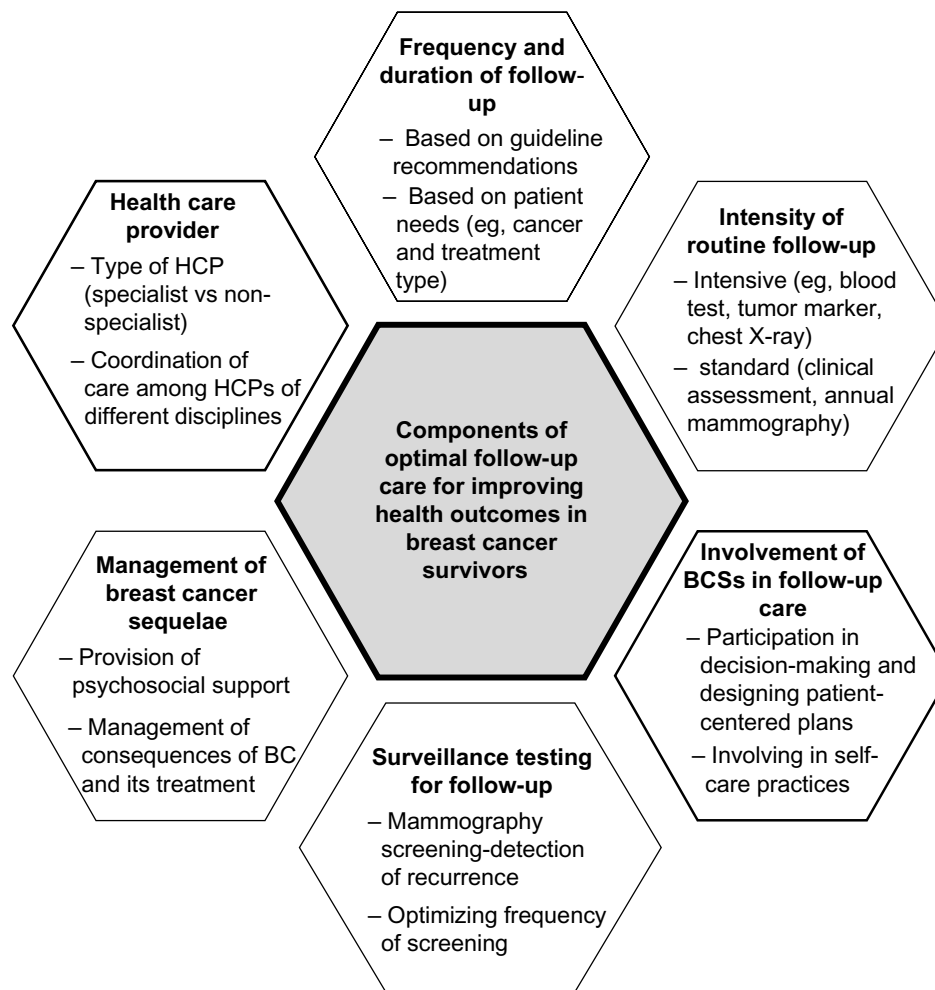 Frequency and
duration of follow-
up
– Based on guideline
recommendations
– Based on patient
needs (eg, cancer
and treatment
type)
Health care
provider
– Type of HCP
(specialist vs non-
specialist)
– Coordination of
care among HCPs of
different disciplines
Intensity of
routine follow-up
– Intensive (eg, blood
test, tumor marker,
chest X-ray)
– standard (clinical
assessment, annual
mammography)
Components of
optimal follow-up
care for improving
health outcomes in
breast cancer
survivors
Management of
breast cancer
sequelae
– Provision of
psychosocial support
– Management of
consequences of BC
and its treatment
Involvement of
BCSs in follow-up
care
– Participation in
decision-making and
designing patient-
centered plans
– Involving in self-
care practices
Surveillance testing
for follow-up
– Mammography
screening-detection
of recurrence
– Optimizing frequency
of screening